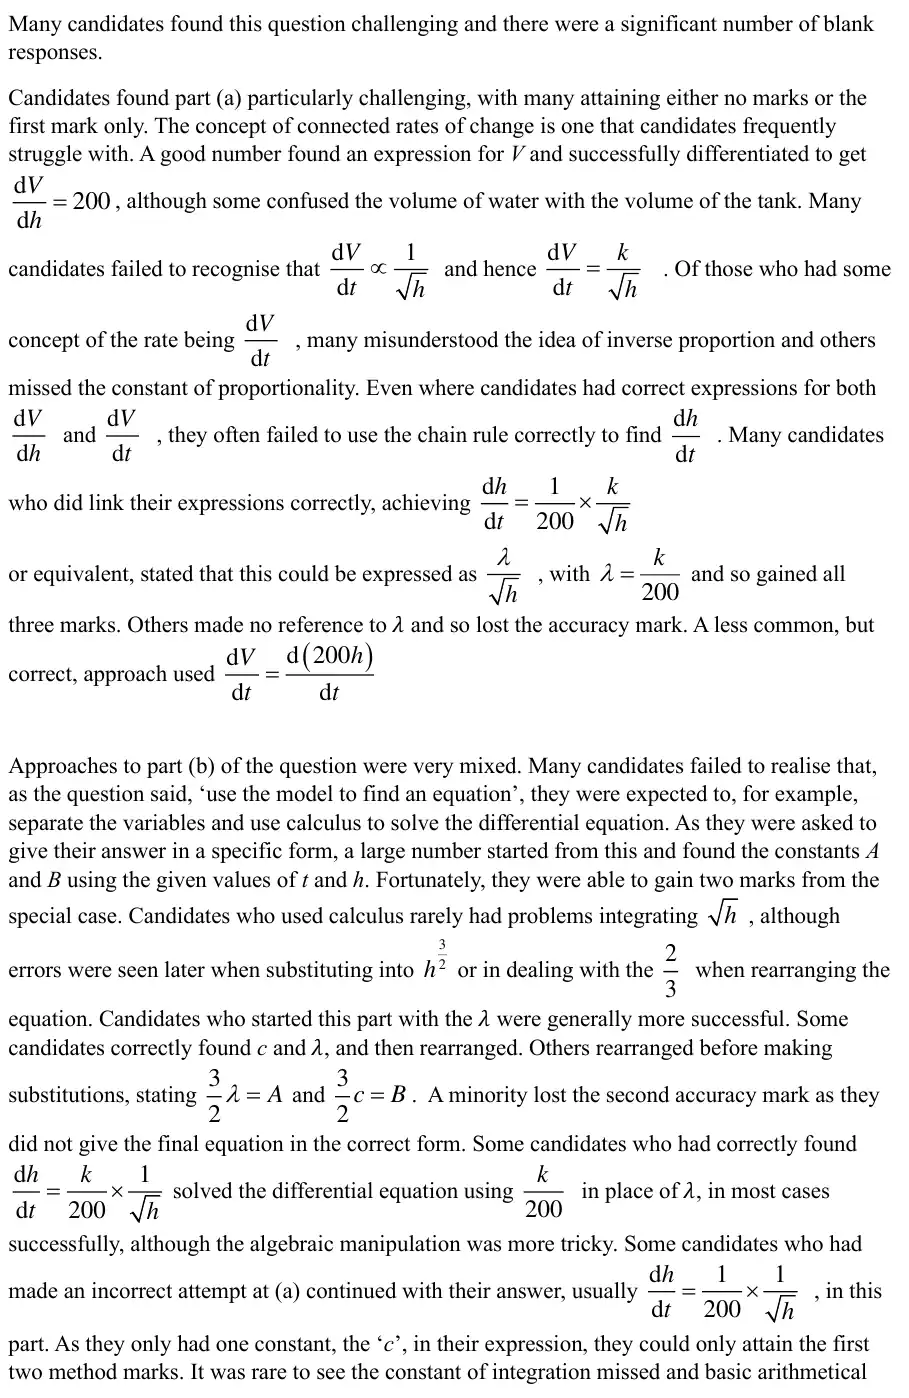 Many candidates found this question challenging and there were a significant number of blank
responses.
Candidates found part (a) particularly challenging, with many attaining either no marks or the
first mark only. The concept of connected rates of change is one that candidates frequently
struggle with. A good number found an expression for V and successfully differentiated to get
dV/dh = 200, although some confused the volume of water with the volume of the tank. Many
candidates failed to recognise that dV/dt ∝ 1/√h and hence dV/dt = k/√h . Of those who had some
concept of the rate being dV/dt , many misunderstood the idea of inverse proportion and others
missed the constant of proportionality. Even where candidates had correct expressions for both
dV/dh and dV/dt , they often failed to use the chain rule correctly to find dh/dt . Many candidates
who did link their expressions correctly, achieving dh/dt = 1/200 × k/√h
or equivalent, stated that this could be expressed as λ/√h , with λ = k/200 and so gained all
three marks. Others made no reference to λ and so lost the accuracy mark. A less common, but
correct, approach used dV/dt = d(200h)/dt
Approaches to part (b) of the question were very mixed. Many candidates failed to realise that,
as the question said, ‘use the model to find an equation’, they were expected to, for example,
separate the variables and use calculus to solve the differential equation. As they were asked to
give their answer in a specific form, a large number started from this and found the constants A
and B using the given values of t and h. Fortunately, they were able to gain two marks from the
special case. Candidates who used calculus rarely had problems integrating √h , although
errors were seen later when substituting into h^(3/2) or in dealing with the 2/3 when rearranging the
equation. Candidates who started this part with the λ were generally more successful. Some
candidates correctly found c and λ, and then rearranged. Others rearranged before making
substitutions, stating 3/2 λ = A and 3/2 c = B . A minority lost the second accuracy mark as they
did not give the final equation in the correct form. Some candidates who had correctly found
dh/dt = k/200 × 1/√h solved the differential equation using k/200 in place of λ, in most cases
successfully, although the algebraic manipulation was more tricky. Some candidates who had
made an incorrect attempt at (a) continued with their answer, usually dh/dt = 1/200 × 1/√h , in this
part. As they only had one constant, the ‘c’, in their expression, they could only attain the first
two method marks. It was rare to see the constant of integration missed and basic arithmetical